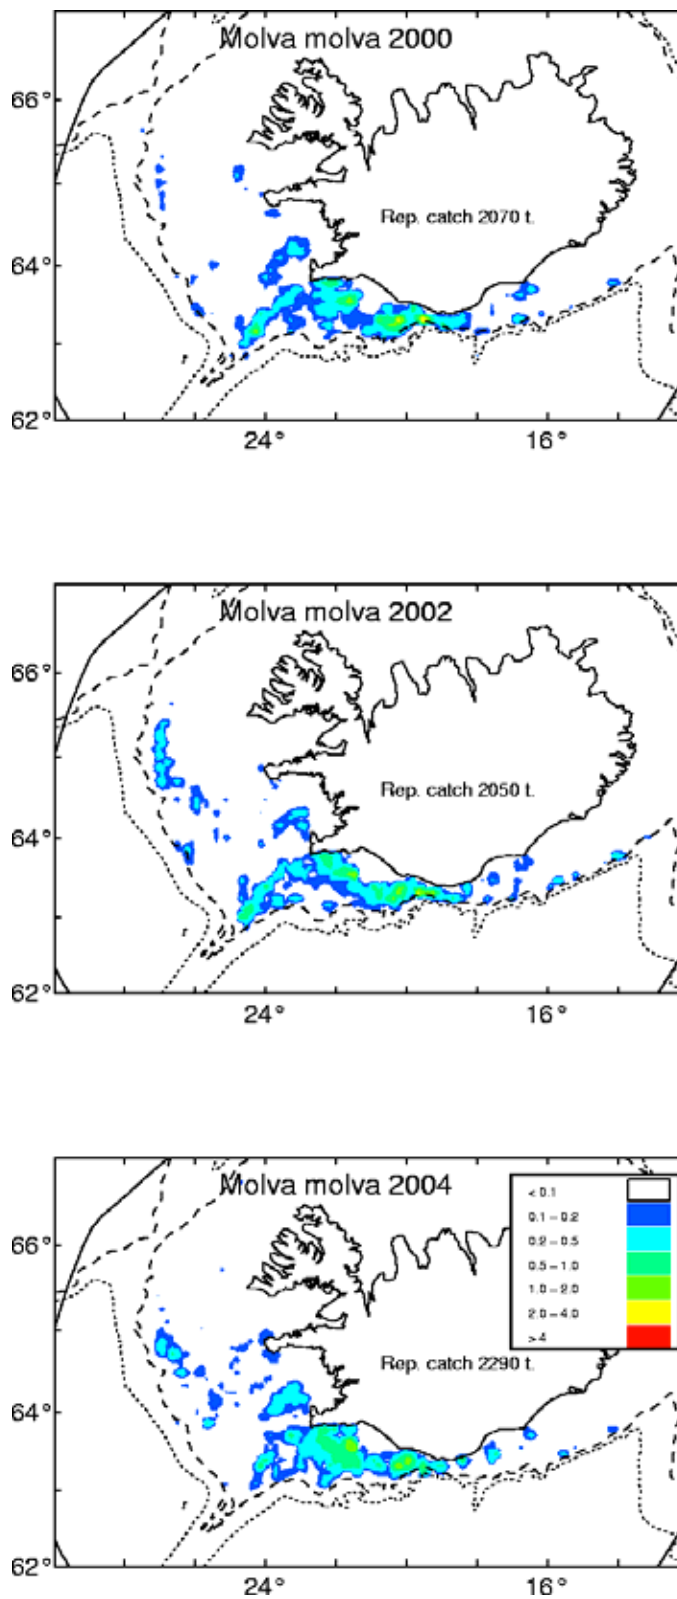 Molva molva 2000
66°
Rep. catch 2070 t.
64°
62°
24°
16°
Molva molva 2002
66°
Rep. catch 2050 t.
64°
62°
24°
16°
Molva molva 2004
< 0.1
0.1 – 0.2
66°
0.2 – 0.5
0.5 – 1.0
1.0 – 2.0
2.0 – 4.0
> 4
Rep. catch 2290 t.
64°
62°
24°
16°